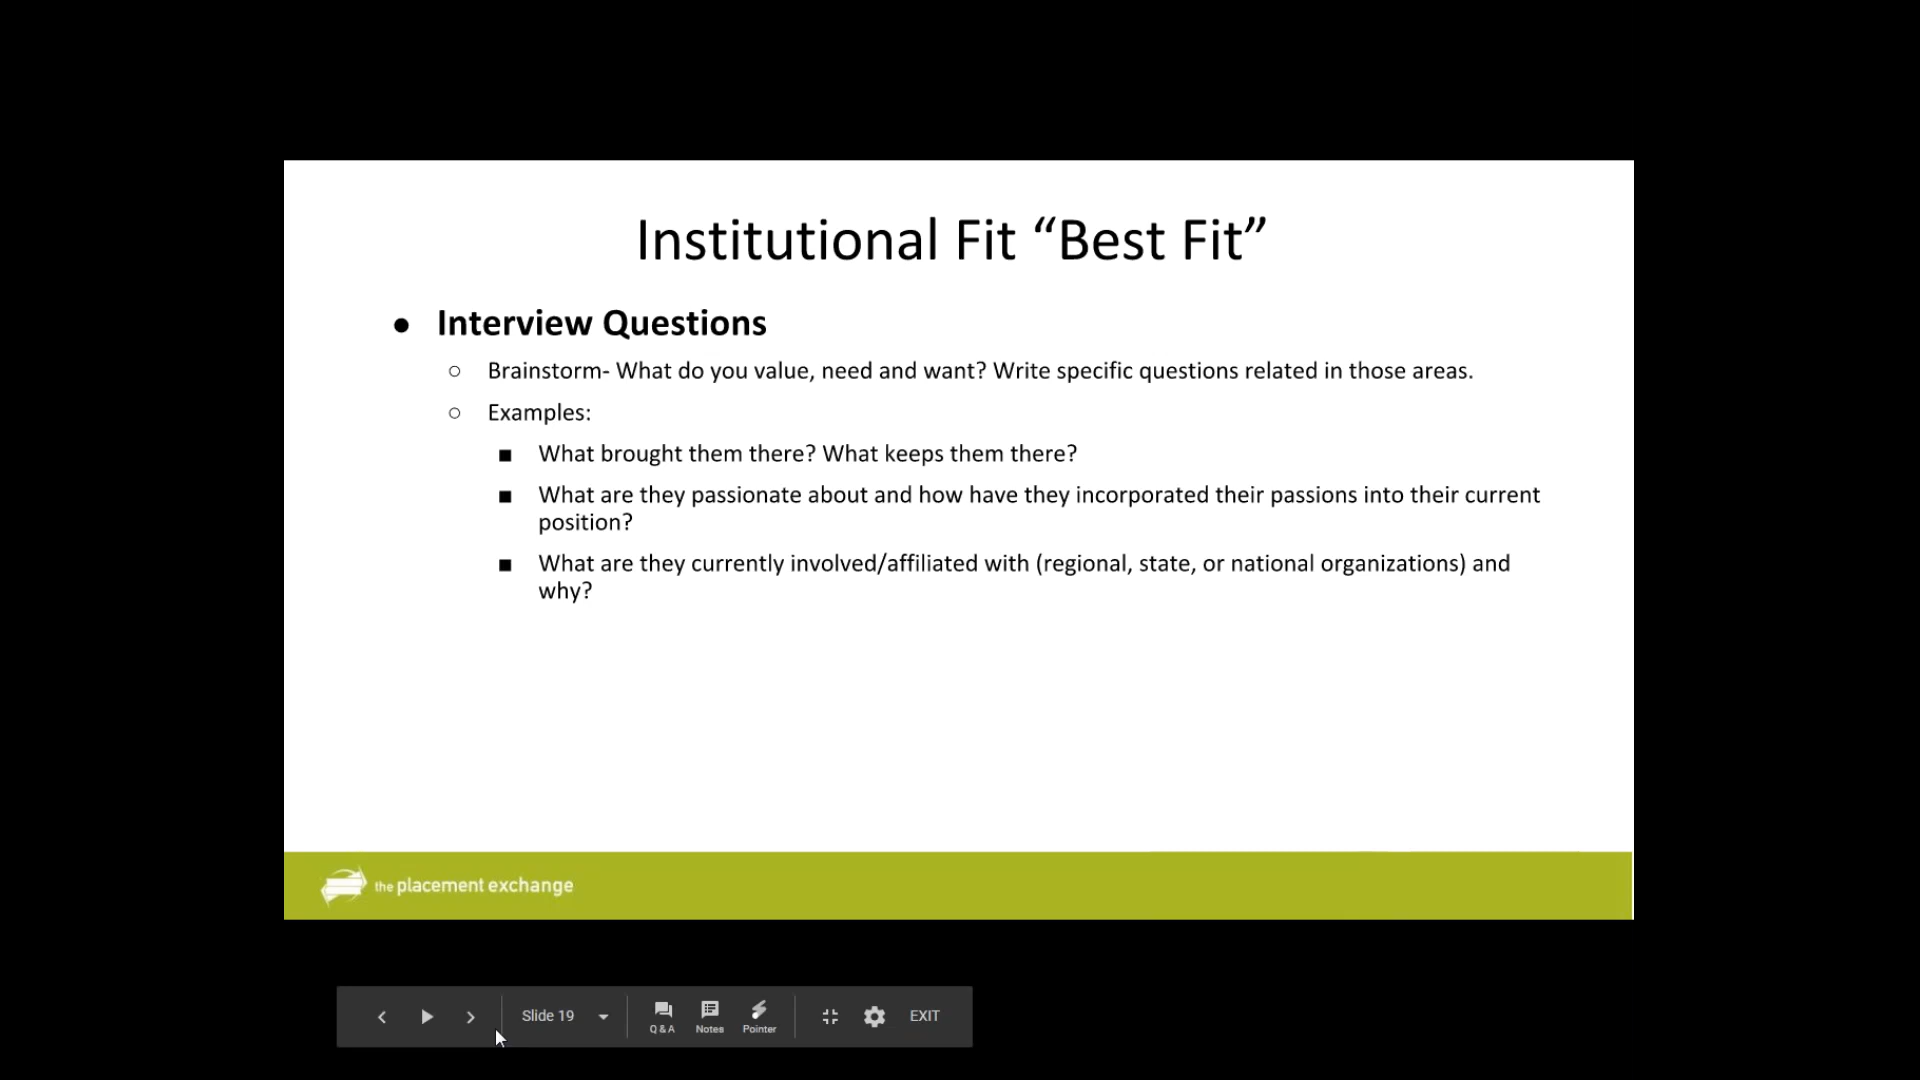 Institutional Fit “Best Fit”
● Interview Questions
○ Brainstorm- What do you value, need and want? Write specific questions related in those areas.
○ Examples:
■ What brought them there? What keeps them there?
■ What are they passionate about and how have they incorporated their passions into their current
position?
■ What are they currently involved/affiliated with (regional, state, or national organizations) and
why?
the placement exchange
Slide 19
Q & A
Notes
Pointer
EXIT